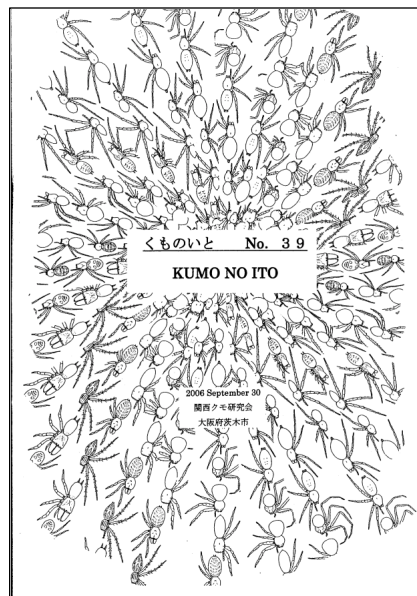 くものいと No. 39
KUMO NO ITO
2006 September 30
関西クモ研究会
大阪府茨木市